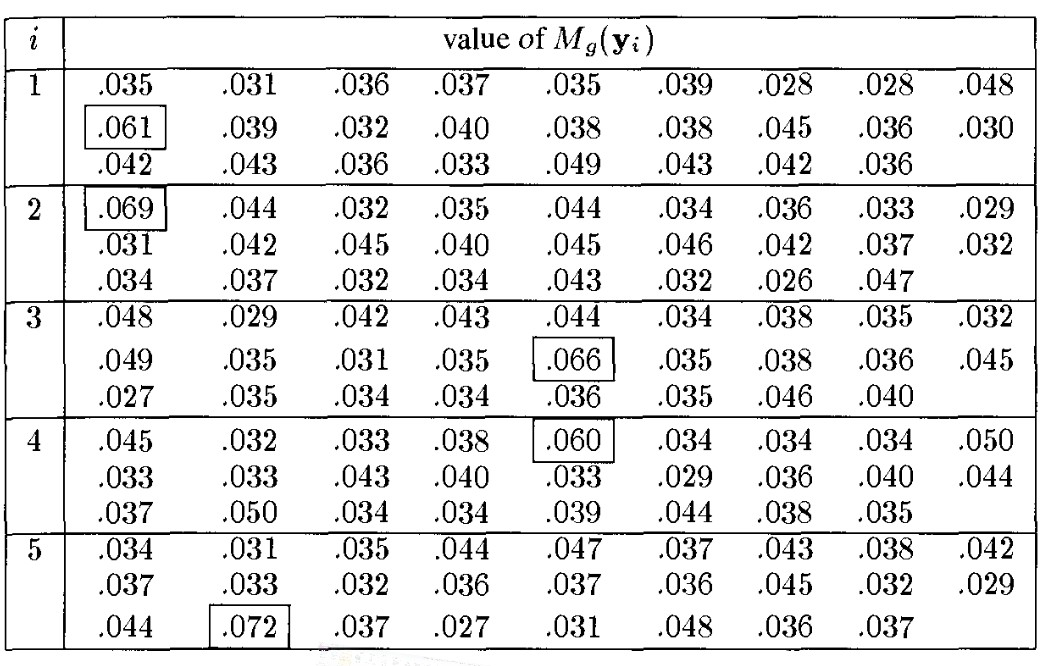 i value of M_g(y_i)
1 .035 .031 .036 .037 .035 .039 .028 .028 .048
.061 .039 .032 .040 .038 .038 .045 .036 .030
.042 .043 .036 .033 .049 .043 .042 .036
2 .069 .044 .032 .035 .044 .034 .036 .033 .029
.031 .042 .045 .040 .045 .046 .042 .037 .032
.034 .037 .032 .034 .043 .032 .026 .047
3 .048 .029 .042 .043 .044 .034 .038 .035 .032
.049 .035 .031 .035 .066 .035 .038 .036 .045
.027 .035 .034 .034 .036 .035 .046 .040
4 .045 .032 .033 .038 .060 .034 .034 .034 .050
.033 .033 .043 .040 .033 .029 .036 .040 .044
.037 .050 .034 .034 .039 .044 .038 .035
5 .034 .031 .035 .044 .047 .037 .043 .038 .042
.037 .033 .032 .036 .037 .036 .045 .032 .029
.044 .072 .037 .027 .031 .048 .036 .037